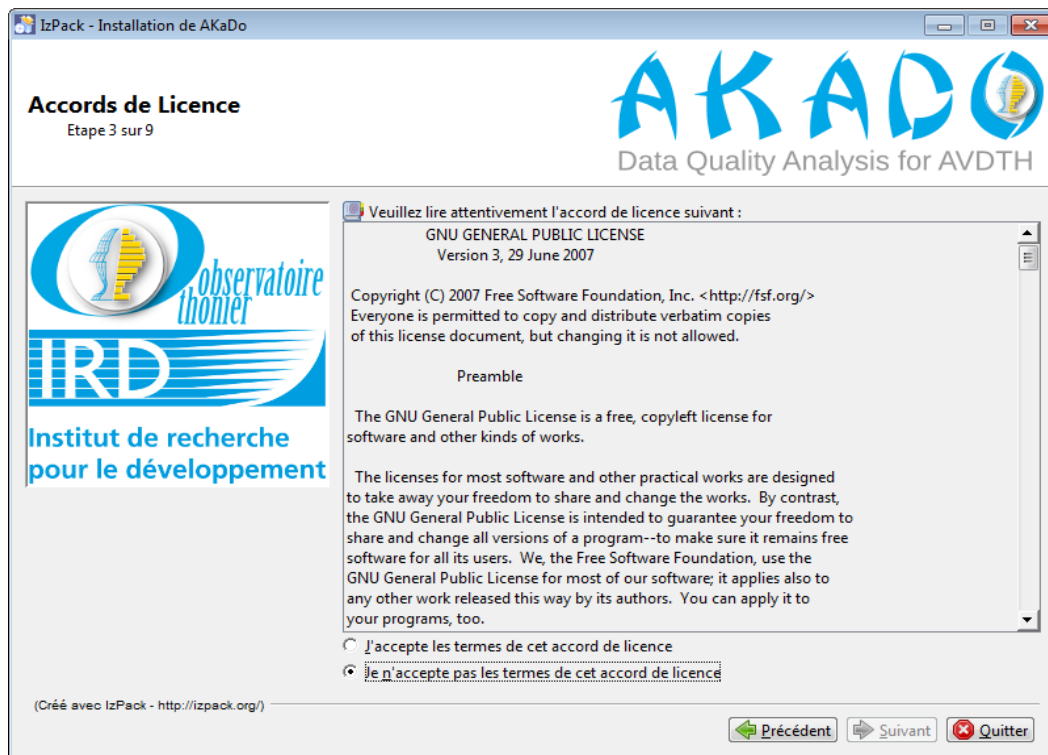 IzPack - Installation de AKaDo
Accords de Licence
Etape 3 sur 9
AKADO
Data Quality Analysis for AVDTH
Observatoire
thonier
IRD
Institut de recherche
pour le développement
Veuillez lire attentivement l'accord de licence suivant :
GNU GENERAL PUBLIC LICENSE
Version 3, 29 June 2007
Copyright (C) 2007 Free Software Foundation, Inc. <http://fsf.org/>
Everyone is permitted to copy and distribute verbatim copies
of this license document, but changing it is not allowed.
Preamble
The GNU General Public License is a free, copyleft license for
software and other kinds of works.
The licenses for most software and other practical works are designed
to take away your freedom to share and change the works.  By contrast,
the GNU General Public License is intended to guarantee your freedom to
share and change all versions of a program--to make sure it remains free
software for all its users.  We, the Free Software Foundation, use the
GNU General Public License for most of our software; it applies also to
any other work released this way by its authors.  You can apply it to
your programs, too.
J'accepte les termes de cet accord de licence
Je n'accepte pas les termes de cet accord de licence
(Créé avec IzPack - http://izpack.org/)
Précédent
Suivant
Quitter